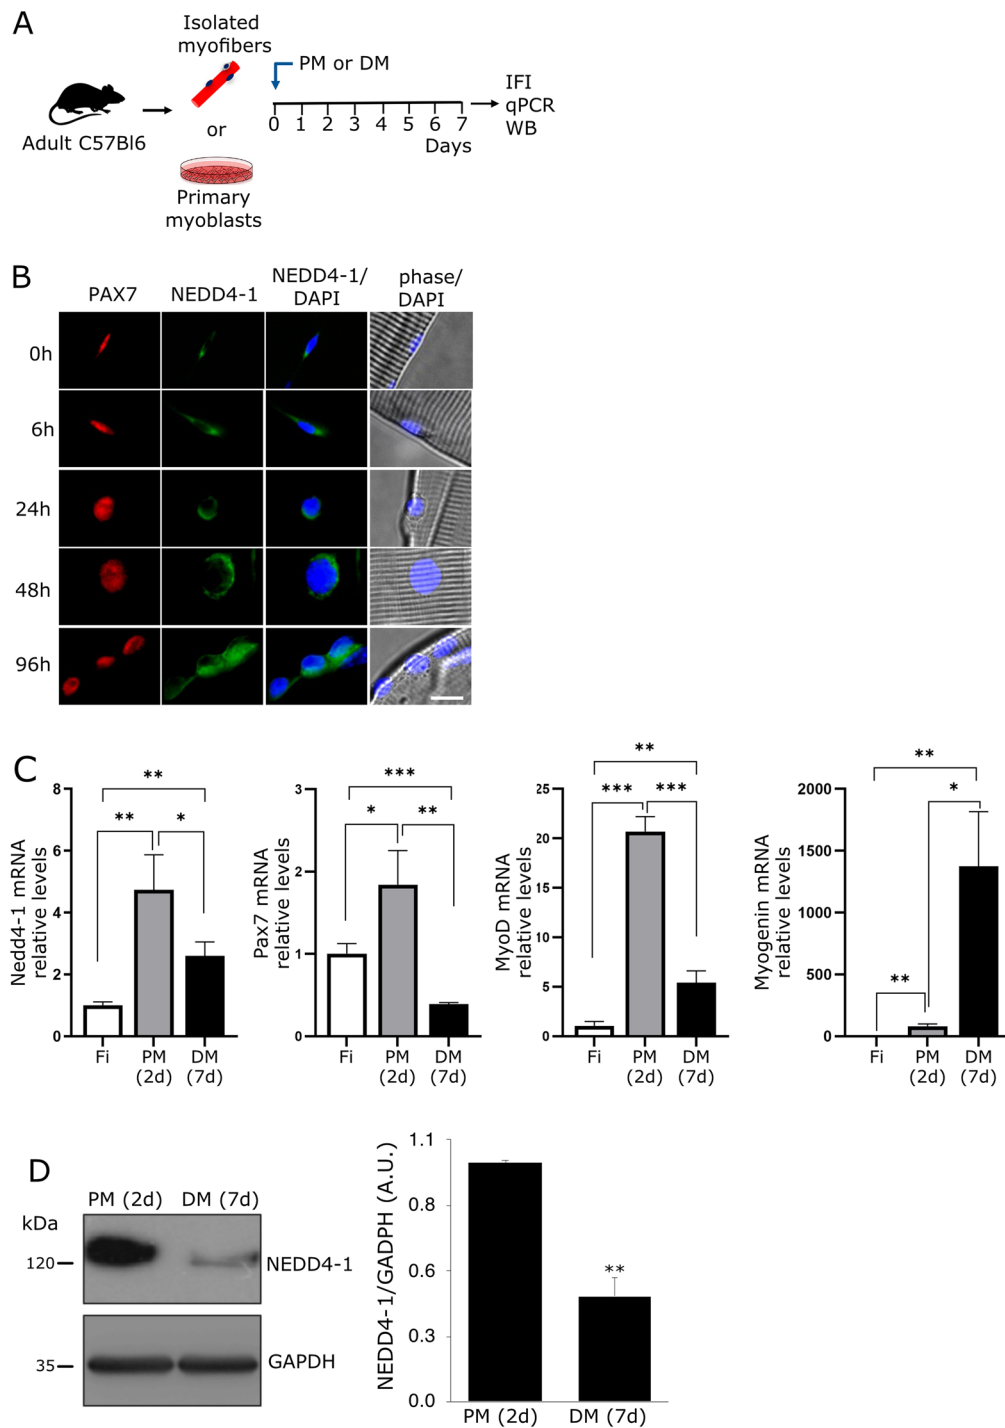 A
Isolated
myofibers
PM or DM
IFI
qPCR
WB
Adult C57Bl6
or
0 1 2 3 4 5 6 7
Days
Primary
myoblasts
B
PAX7 NEDD4-1 NEDD4-1/ phase/
DAPI DAPI
0h
6h
24h
48h
96h
C
Nedd4-1 mRNA
relative levels
8
6
4
2
0
** ** *
Fi PM DM
(2d) (7d)
Pax7 mRNA
relative levels
3
2
1
0
*** * **
Fi PM DM
(2d) (7d)
MyoD mRNA
relative levels
25
20
15
10
5
0
** *** ***
Fi PM DM
(2d) (7d)
Myogenin mRNA
relative levels
2000
1500
1000
500
0
** * **
Fi PM DM
(2d) (7d)
D
PM (2d) DM (7d)
kDa
120
NEDD4-1
35
GAPDH
NEDD4-1/GADPH (A.U.)
1.1
0.8
0.6
0.3
0.0
**
PM (2d) DM (7d)